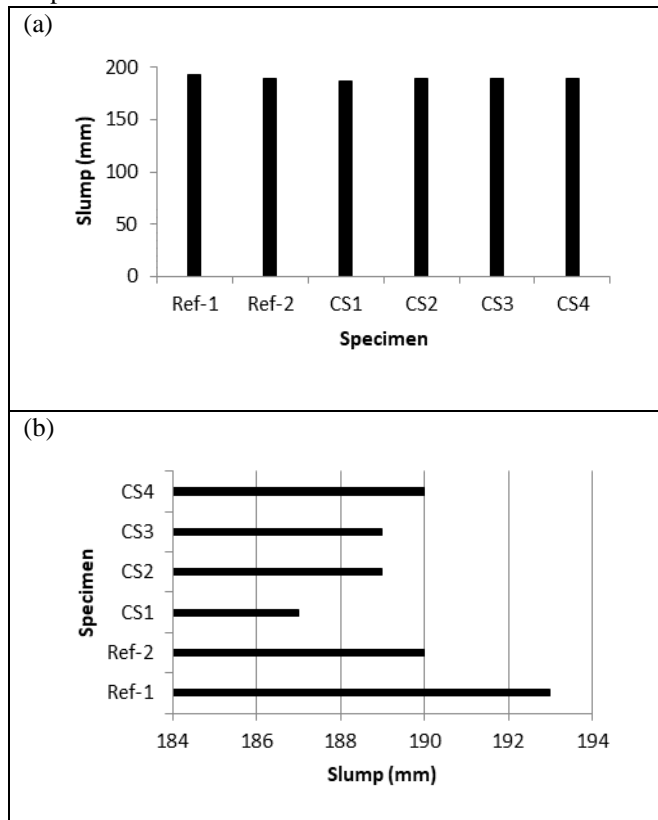 (a)
200
150
100
50
0
Slump (mm)
Ref-1 Ref-2 CS1 CS2 CS3 CS4
Specimen
(b)
Specimen
CS4
CS3
CS2
CS1
Ref-2
Ref-1
184 186 188 190 192 194
Slump (mm)